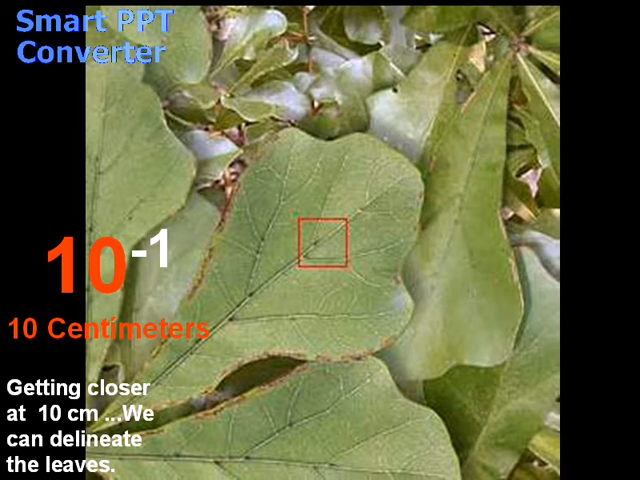 Smart PPT
Converter
10-1
10 Centimeters
Getting closer
at 10 cm ...We
can delineate
the leaves.